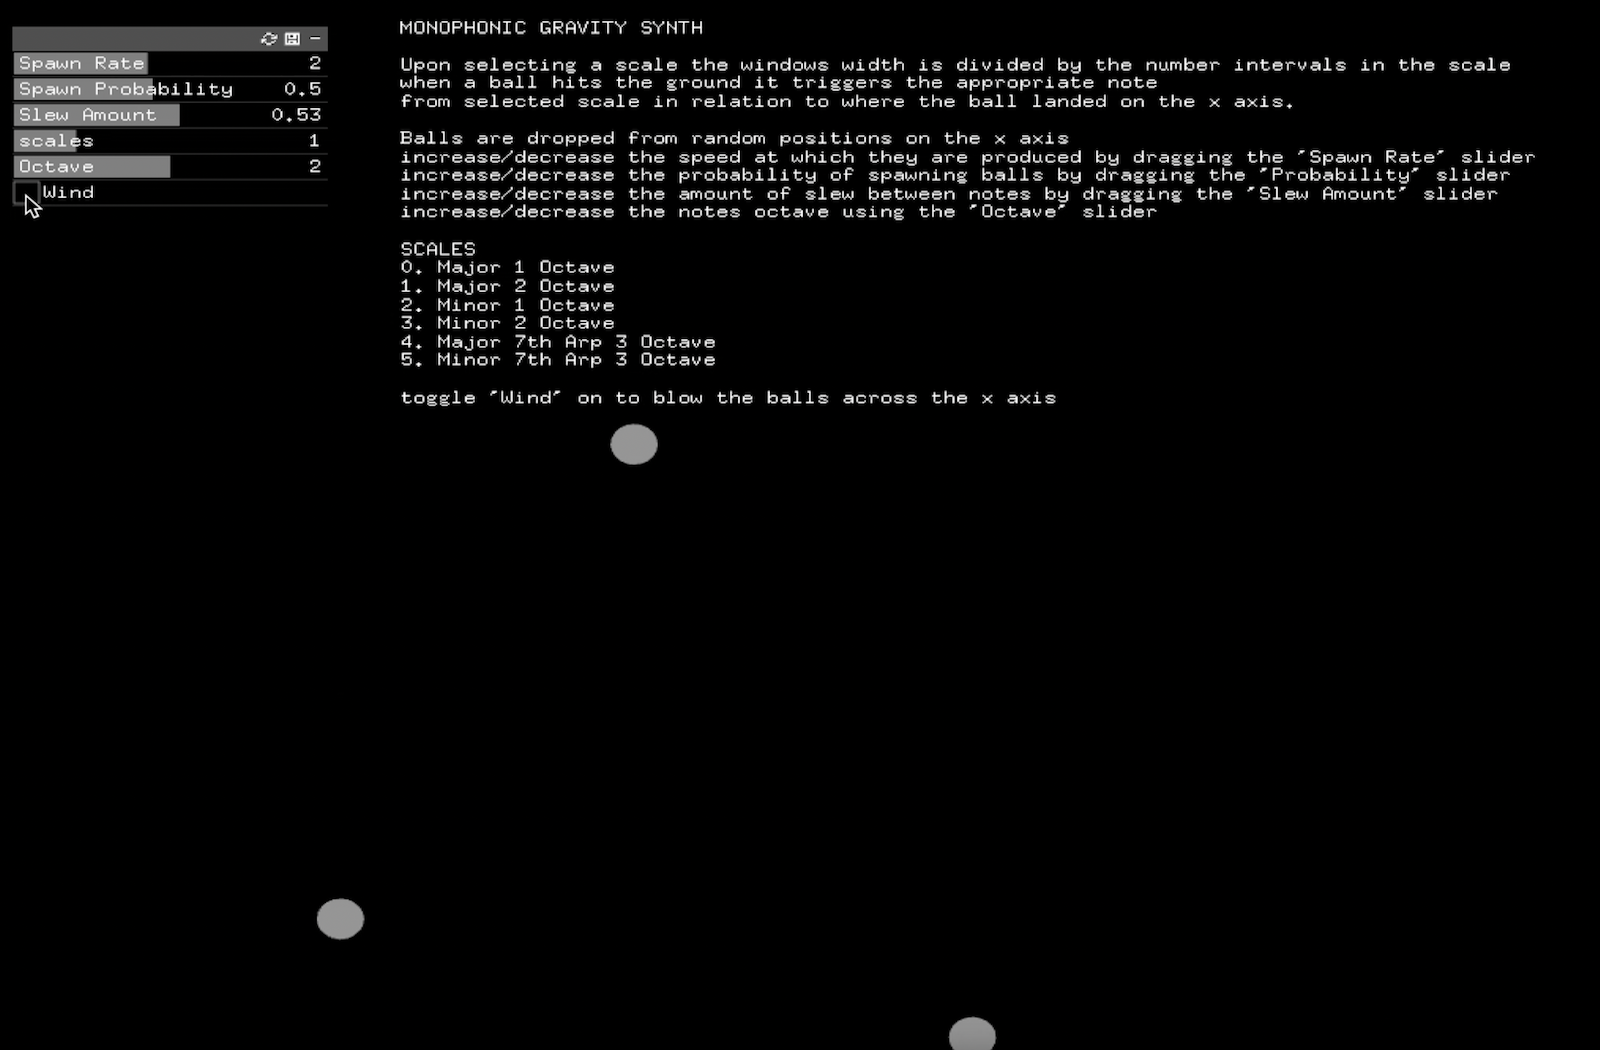 Spawn Rate 2
Spawn Probability 0.5
Slew Amount 0.53
scales 1
Octave 2
Wind
MONOPHONIC GRAVITY SYNTH
Upon selecting a scale the windows width is divided by the number intervals in the scale
when a ball hits the ground it triggers the appropriate note
from selected scale in relation to where the ball landed on the x axis.
Balls are dropped from random positions on the x axis
increase/decrease the speed at which they are produced by dragging the ´Spawn Rate´ slider
increase/decrease the probability of spawning balls by dragging the ´Probability´ slider
increase/decrease the amount of slew between notes by dragging the ´Slew Amount´ slider
increase/decrease the notes octave using the ´Octave´ slider
SCALES
0. Major 1 Octave
1. Major 2 Octave
2. Minor 1 Octave
3. Minor 2 Octave
4. Major 7th Arp 3 Octave
5. Minor 7th Arp 3 Octave
toggle ´Wind´ on to blow the balls across the x axis